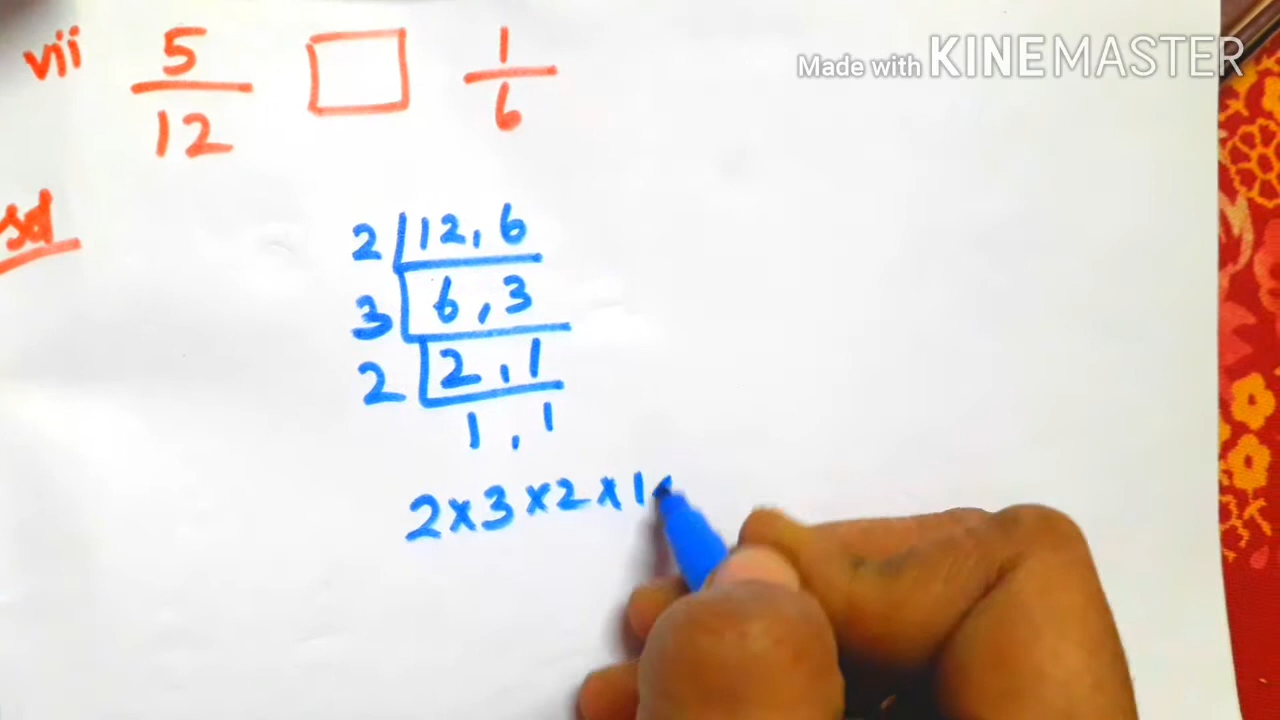 Made with KINEMASTER
vii 5/12 □ 1/6
sol
2 | 12, 6
3 | 6, 3
2 | 2, 1
1, 1
2×3×2×1